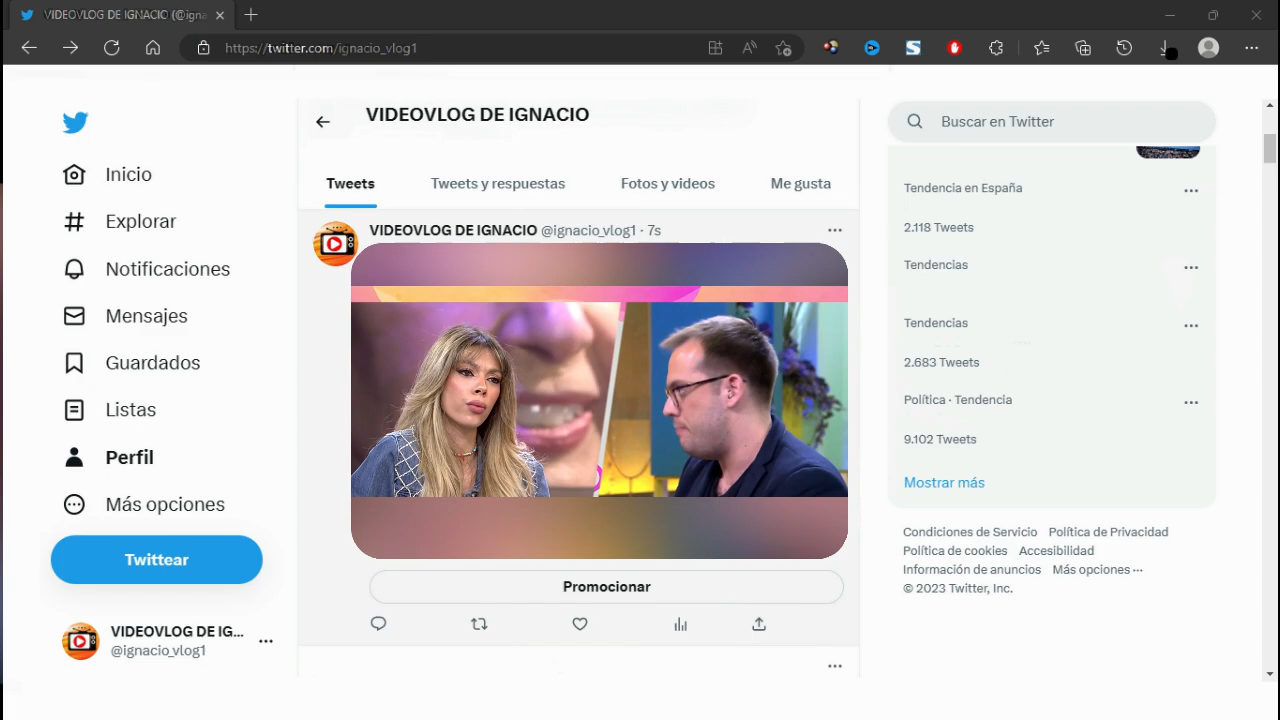 VIDEOVLOG DE IGNACIO (@igna
https://twitter.com/ignacio_vlog1
Inicio
Explorar
Notificaciones
Mensajes
Guardados
Listas
Perfil
Más opciones
Twittear
VIDEOVLOG DE IG...
@ignacio_vlog1
VIDEOVLOG DE IGNACIO
Tweets
Tweets y respuestas
Fotos y videos
Me gusta
VIDEOVLOG DE IGNACIO @ignacio_vlog1 · 7s
Promocionar
Buscar en Twitter
Tendencia en España
2.118 Tweets
Tendencias
Tendencias
2.683 Tweets
Política · Tendencia
9.102 Tweets
Mostrar más
Condiciones de Servicio Política de Privacidad
Política de cookies Accesibilidad
Información de anuncios Más opciones ···
© 2023 Twitter, Inc.